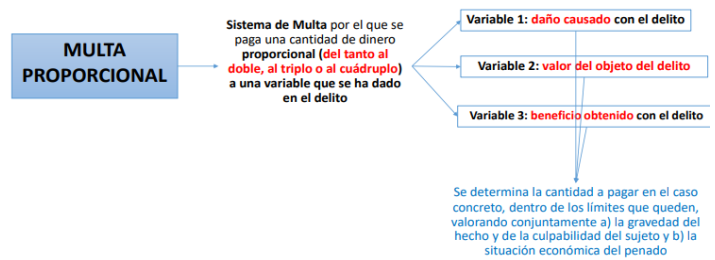 MULTA
PROPORCIONAL
Sistema de Multa por el que se
paga una cantidad de dinero
proporcional (del tanto al
doble, al triplo o al cuádruplo)
a una variable que se ha dado
en el delito
Variable 1: daño causado con el delito
Variable 2: valor del objeto del delito
Variable 3: beneficio obtenido con el delito
Se determina la cantidad a pagar en el caso
concreto, dentro de los límites que queden,
valorando conjuntamente a) la gravedad del
hecho y de la culpabilidad del sujeto y b) la
situación económica del penado